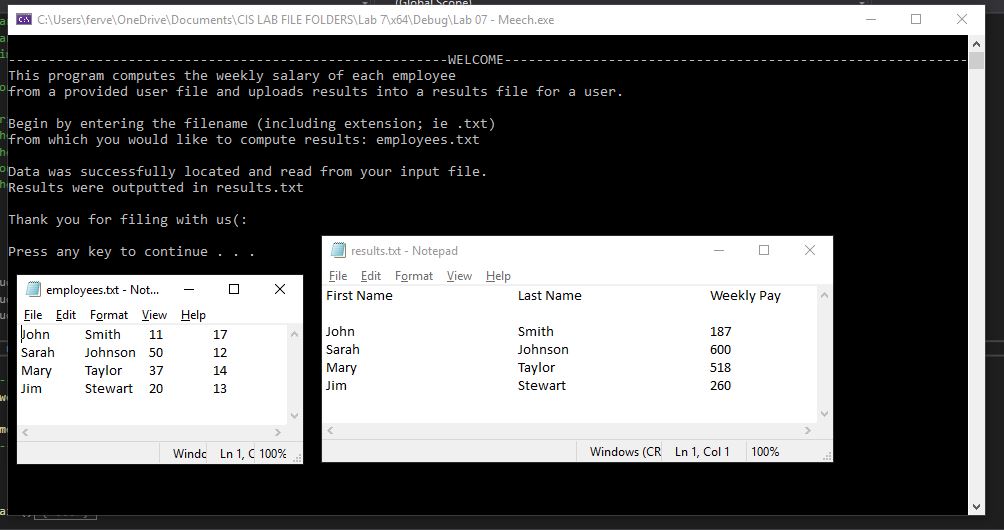 C:\Users\ferve\OneDrive\Documents\CIS LAB FILE FOLDERS\Lab 7\x64\Debug\Lab 07 - Meech.exe
-------------------------------------------------------WELCOME----------------------------------------------------------
This program computes the weekly salary of each employee
from a provided user file and uploads results into a results file for a user.
Begin by entering the filename (including extension; ie .txt)
from which you would like to compute results: employees.txt
Data was successfully located and read from your input file.
Results were outputted in results.txt
Thank you for filing with us(:
Press any key to continue . . .
employees.txt - Not...
File Edit Format View Help
John Smith 11 17
Sarah Johnson 50 12
Mary Taylor 37 14
Jim Stewart 20 13
Windc Ln 1, C 100%
results.txt - Notepad
File Edit Format View Help
First Name Last Name Weekly Pay
John Smith 187
Sarah Johnson 600
Mary Taylor 518
Jim Stewart 260
Windows (CR Ln 1, Col 1 100%